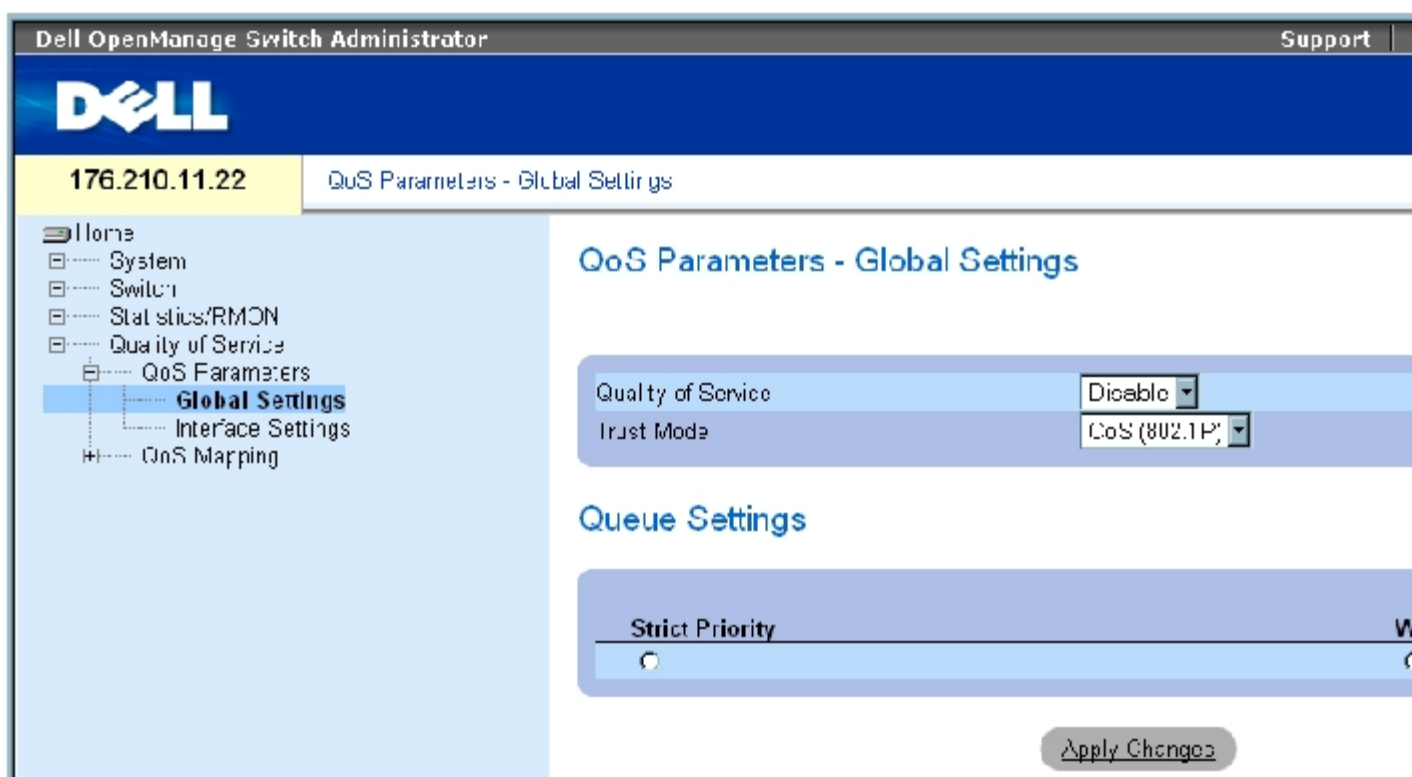 Dell OpenManage Switch Administrator
Support
DELL
176.210.11.22
QoS Parameters - Global Settings
Home
System
Switch
Statistics/RMON
Quality of Service
QoS Parameters
Global Settings
Interface Settings
QoS Mapping
QoS Parameters - Global Settings
Quality of Service
Disable
Trust Mode
CoS (802.1P)
Queue Settings
Strict Priority
W
Apply Changes